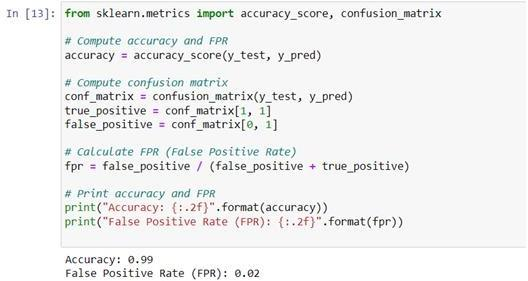 In [13]: from sklearn.metrics import accuracy_score, confusion_matrix

# Compute accuracy and FPR
accuracy = accuracy_score(y_test, y_pred)

# Compute confusion matrix
conf_matrix = confusion_matrix(y_test, y_pred)
true_positive = conf_matrix[1, 1]
false_positive = conf_matrix[0, 1]

# Calculate FPR (False Positive Rate)
fpr = false_positive / (false_positive + true_positive)

# Print accuracy and FPR
print("Accuracy: {:.2f}".format(accuracy))
print("False Positive Rate (FPR): {:.2f}".format(fpr))

Accuracy: 0.99
False Positive Rate (FPR): 0.02